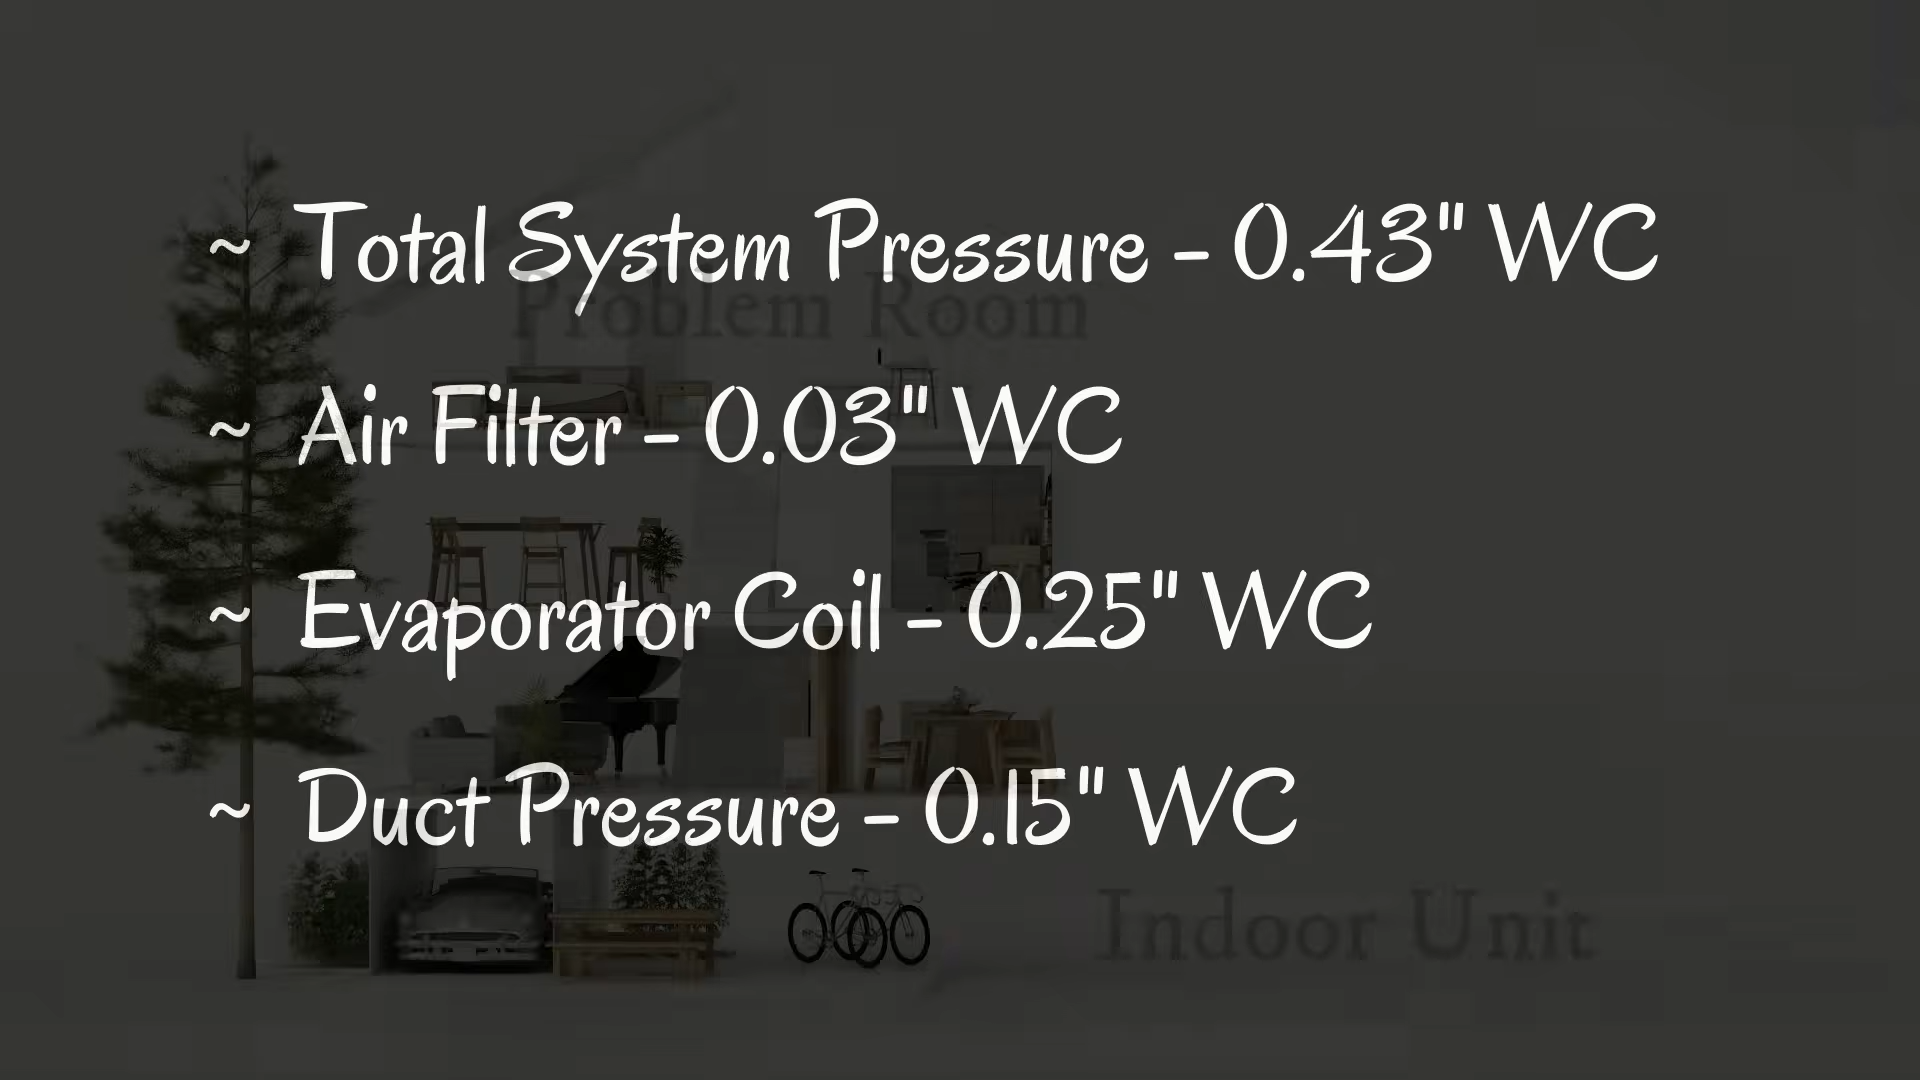 ~ Total System Pressure - 0.43" WC
Problem Room
~ Air Filter - 0.03" WC
~ Evaporator Coil - 0.25" WC
~ Duct Pressure - 0.15" WC
Indoor Unit